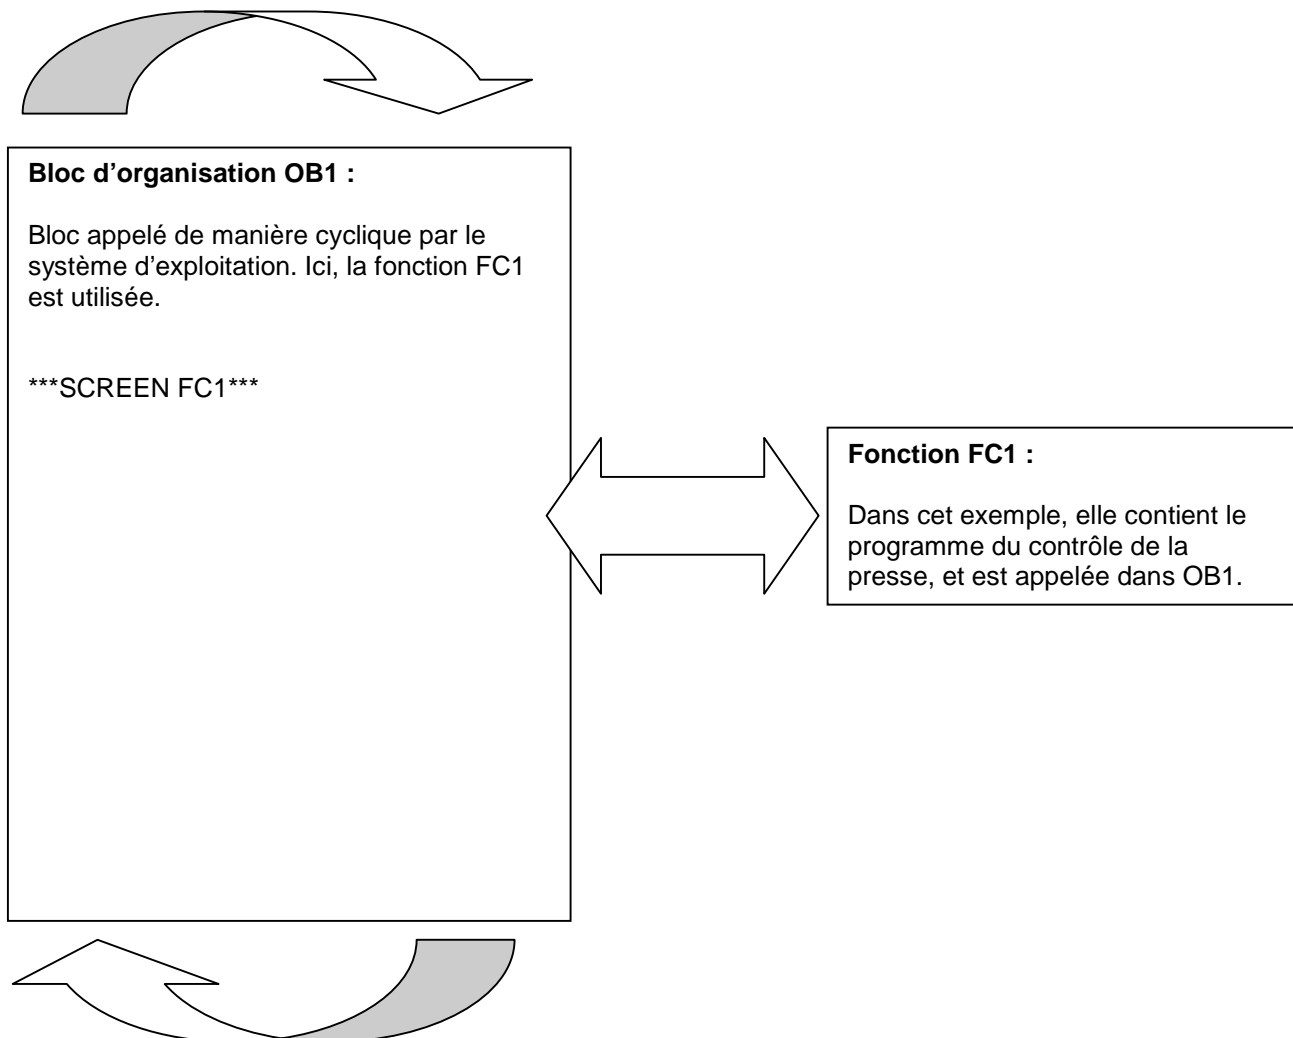 Bloc d'organisation OB1 :
Bloc appelé de manière cyclique par le
système d'exploitation. Ici, la fonction FC1
est utilisée.
***SCREEN FC1***
Fonction FC1 :
Dans cet exemple, elle contient le
programme du contrôle de la
presse, et est appelée dans OB1.